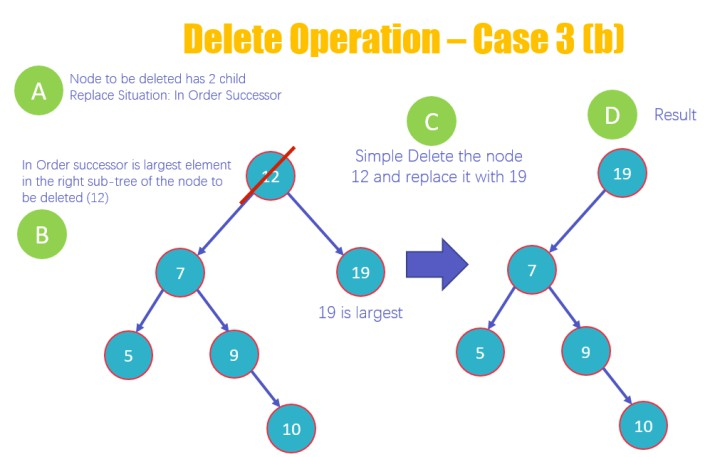 Delete Operation – Case 3 (b)
A
Node to be deleted has 2 child
Replace Situation: In Order Successor
B
In Order successor is largest element
in the right sub-tree of the node to
be deleted (12)
12
7
19
19 is largest
5
9
10
C
Simple Delete the node
12 and replace it with 19
D
Result
19
7
5
9
10